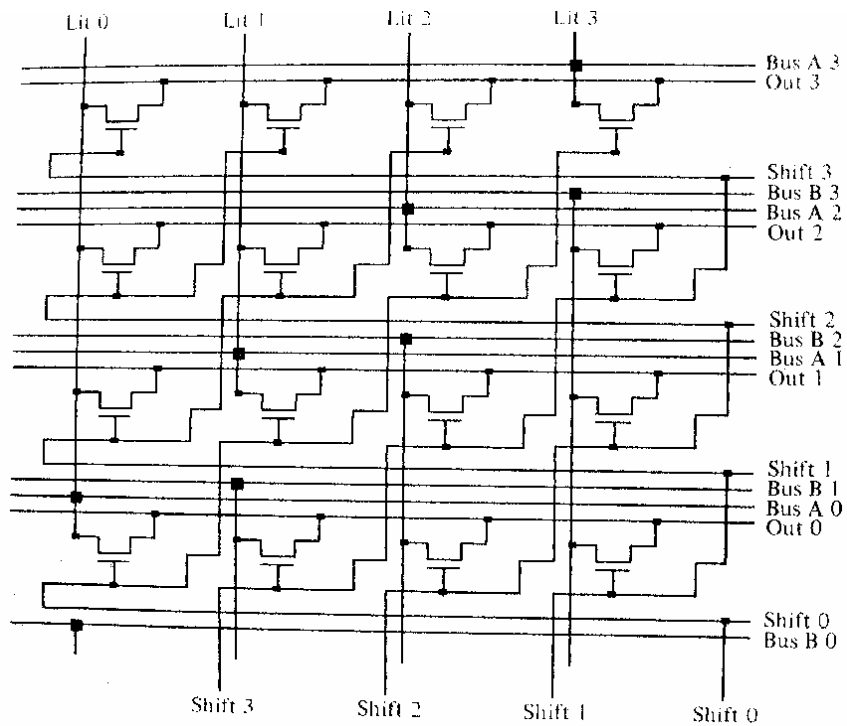 Lit 0 Lit 1 Lit 2 Lit 3
Bus A 3
Out 3
Shift 3
Bus B 3
Bus A 2
Out 2
Shift 2
Bus B 2
Bus A 1
Out 1
Shift 1
Bus B 1
Bus A 0
Out 0
Shift 0
Bus B 0
Shift 3 Shift 2 Shift 1 Shift 0